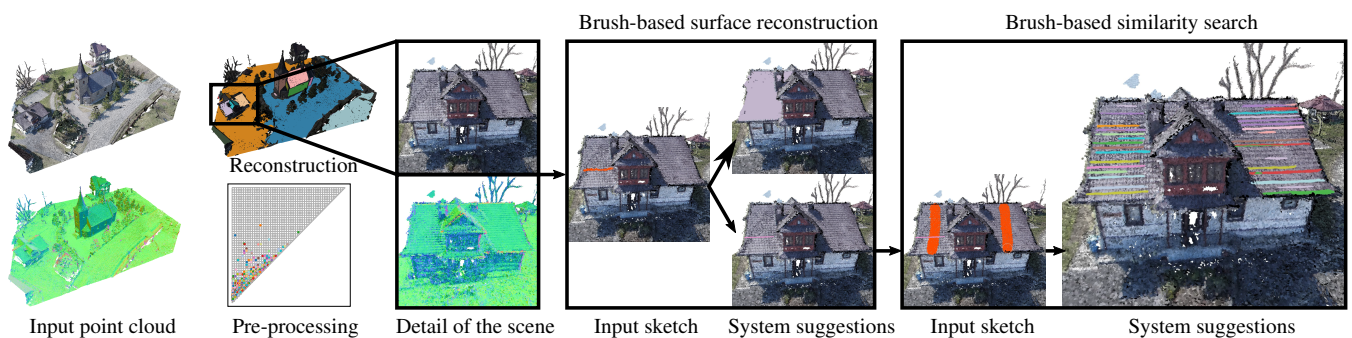 Brush-based surface reconstruction
Brush-based similarity search
Reconstruction
Input point cloud
Pre-processing
Detail of the scene
Input sketch
System suggestions
Input sketch
System suggestions